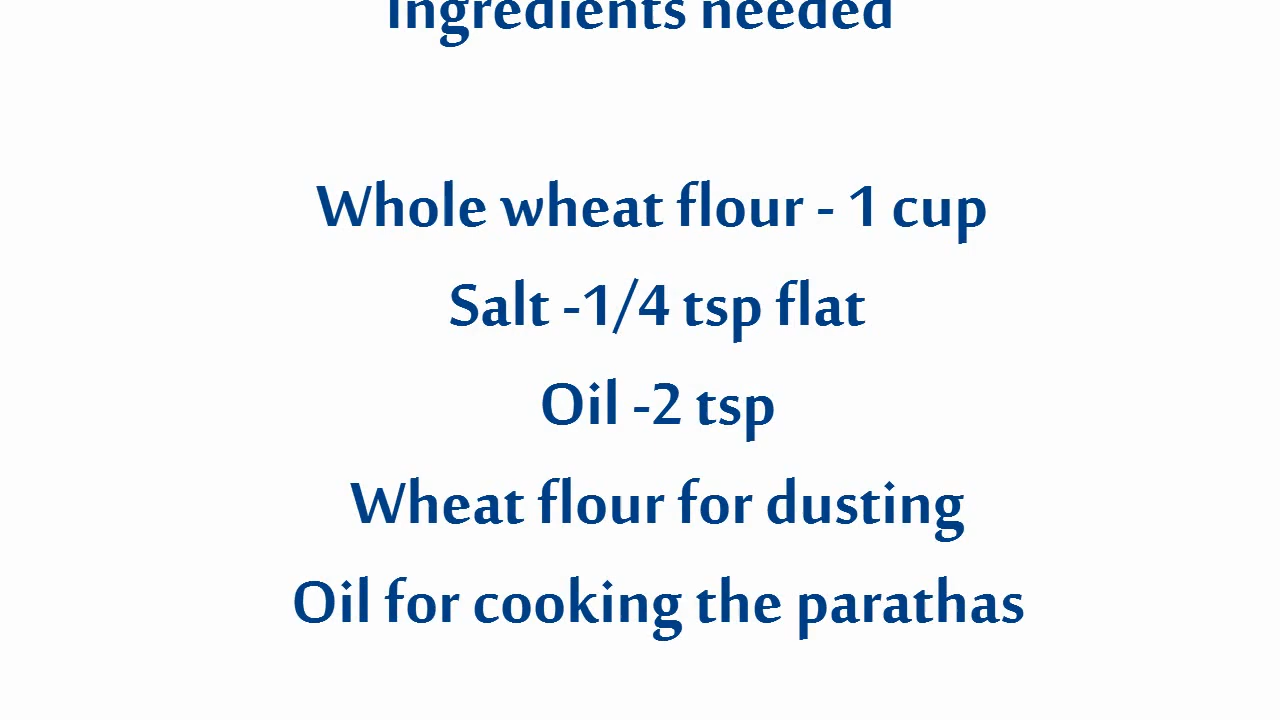 Ingredients needed
Whole wheat flour - 1 cup
Salt -1/4 tsp flat
Oil -2 tsp
Wheat flour for dusting
Oil for cooking the parathas